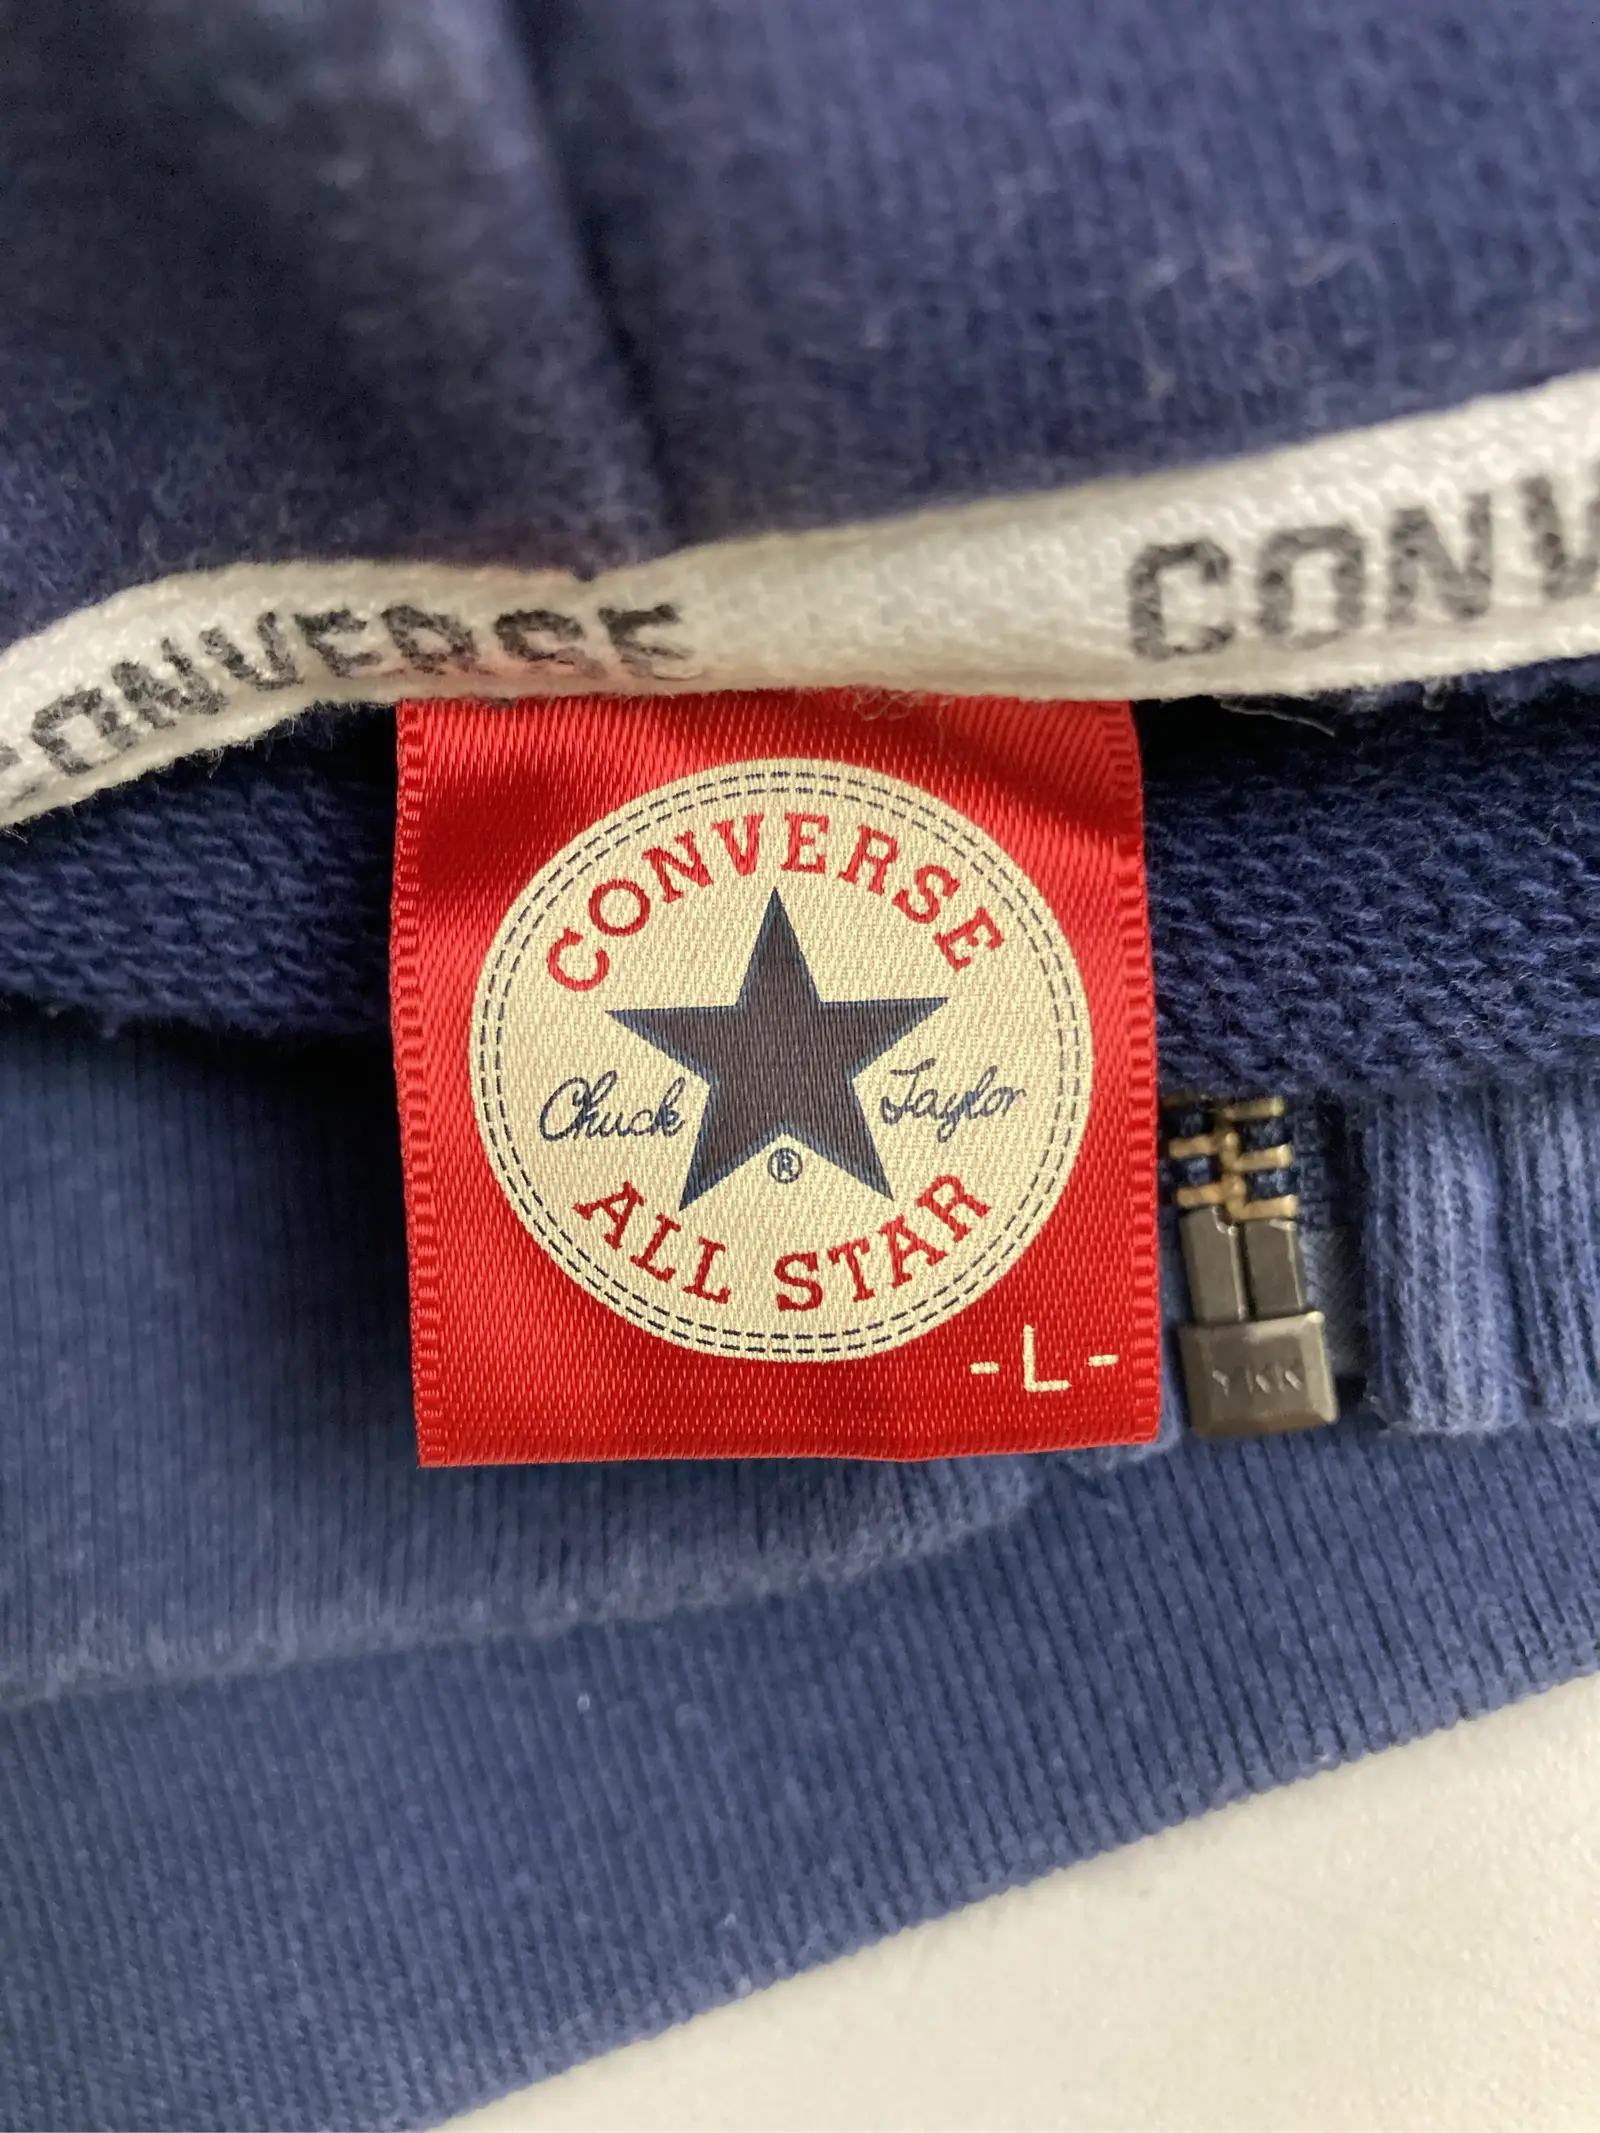 CONVERSE
CONV
CONVERSE
Chuck Taylor
®
ALL STAR
-L-
YKK